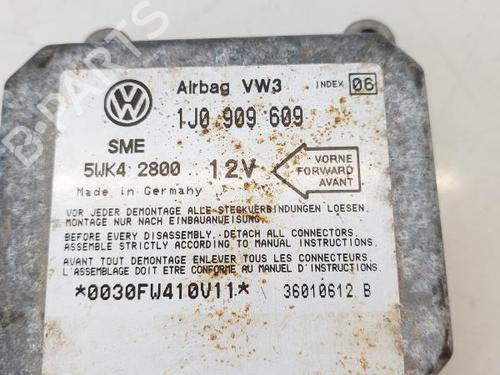 B-PARTS
Airbag VW3 INDEX 06
1J0 909 609
SME
5WK4 2800 12V
VORNE
FORWARD
AVANT
Made in Germany
VOR JEDER DEMONTAGE ALLE STECKVERBINDUNGEN LOESEN.
MONTAGE NUR NACH EINBAUANWEISUNG.
BEFORE EVERY DISASSEMBLY, DETACH ALL CONNECTORS.
ASSEMBLE STRICTLY ACCORDING TO MANUAL INSTRUCTIONS.
AVANT TOUT DEMONTAGE ENLEVER TOUS LES CONNECTEURS.
L'ASSEMBLAGE DOIT ETRE CONFORME AU MANUEL D'INSTRUCTIONS.
*0030FW410V11* 36010612 B